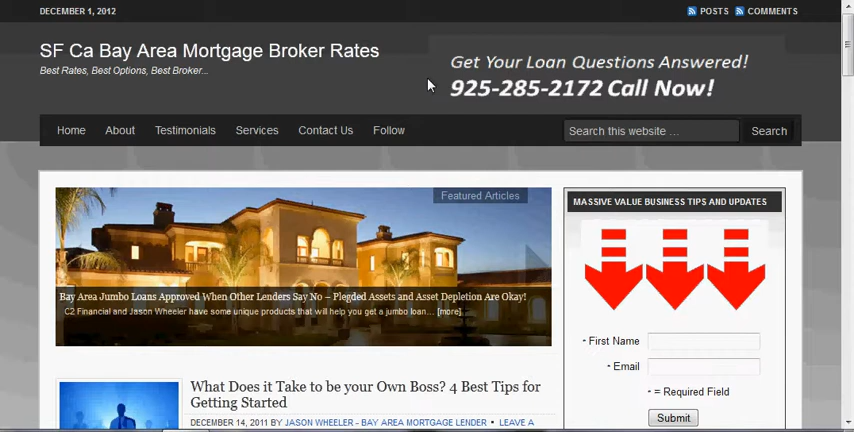 DECEMBER 1, 2012
POSTS
COMMENTS
SF Ca Bay Area Mortgage Broker Rates
Best Rates, Best Options, Best Broker...
Get Your Loan Questions Answered!
925-285-2172 Call Now!
Home About Testimonials Services Contact Us Follow
Search this website …
Search
Featured Articles
Bay Area Jumbo Loans Approved When Other Lenders Say No – Plegded Assets and Asset Depletion Are Okay!
C2 Financial and Jason Wheeler have some unique products that will help you get a jumbo loan… [more]
MASSIVE VALUE BUSINESS TIPS AND UPDATES
* First Name
* Email
* = Required Field
Submit
What Does it Take to be your Own Boss? 4 Best Tips for
Getting Started
DECEMBER 14, 2011 BY JASON WHEELER – BAY AREA MORTGAGE LENDER • LEAVE A